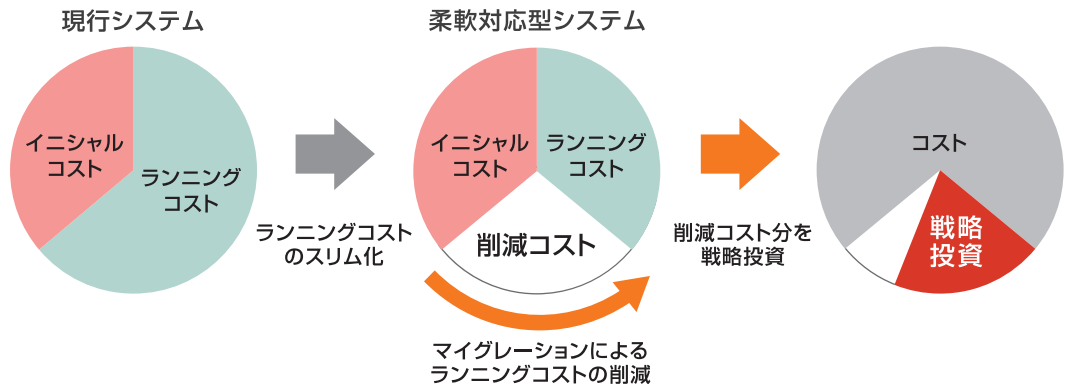 現行システム
イニシャル
コスト
ランニング
コスト
ランニングコスト
のスリム化
柔軟対応型システム
イニシャル
コスト
ランニング
コスト
削減コスト
マイグレーションによる
ランニングコストの削減
削減コスト分を
戦略投資
コスト
戦略
投資